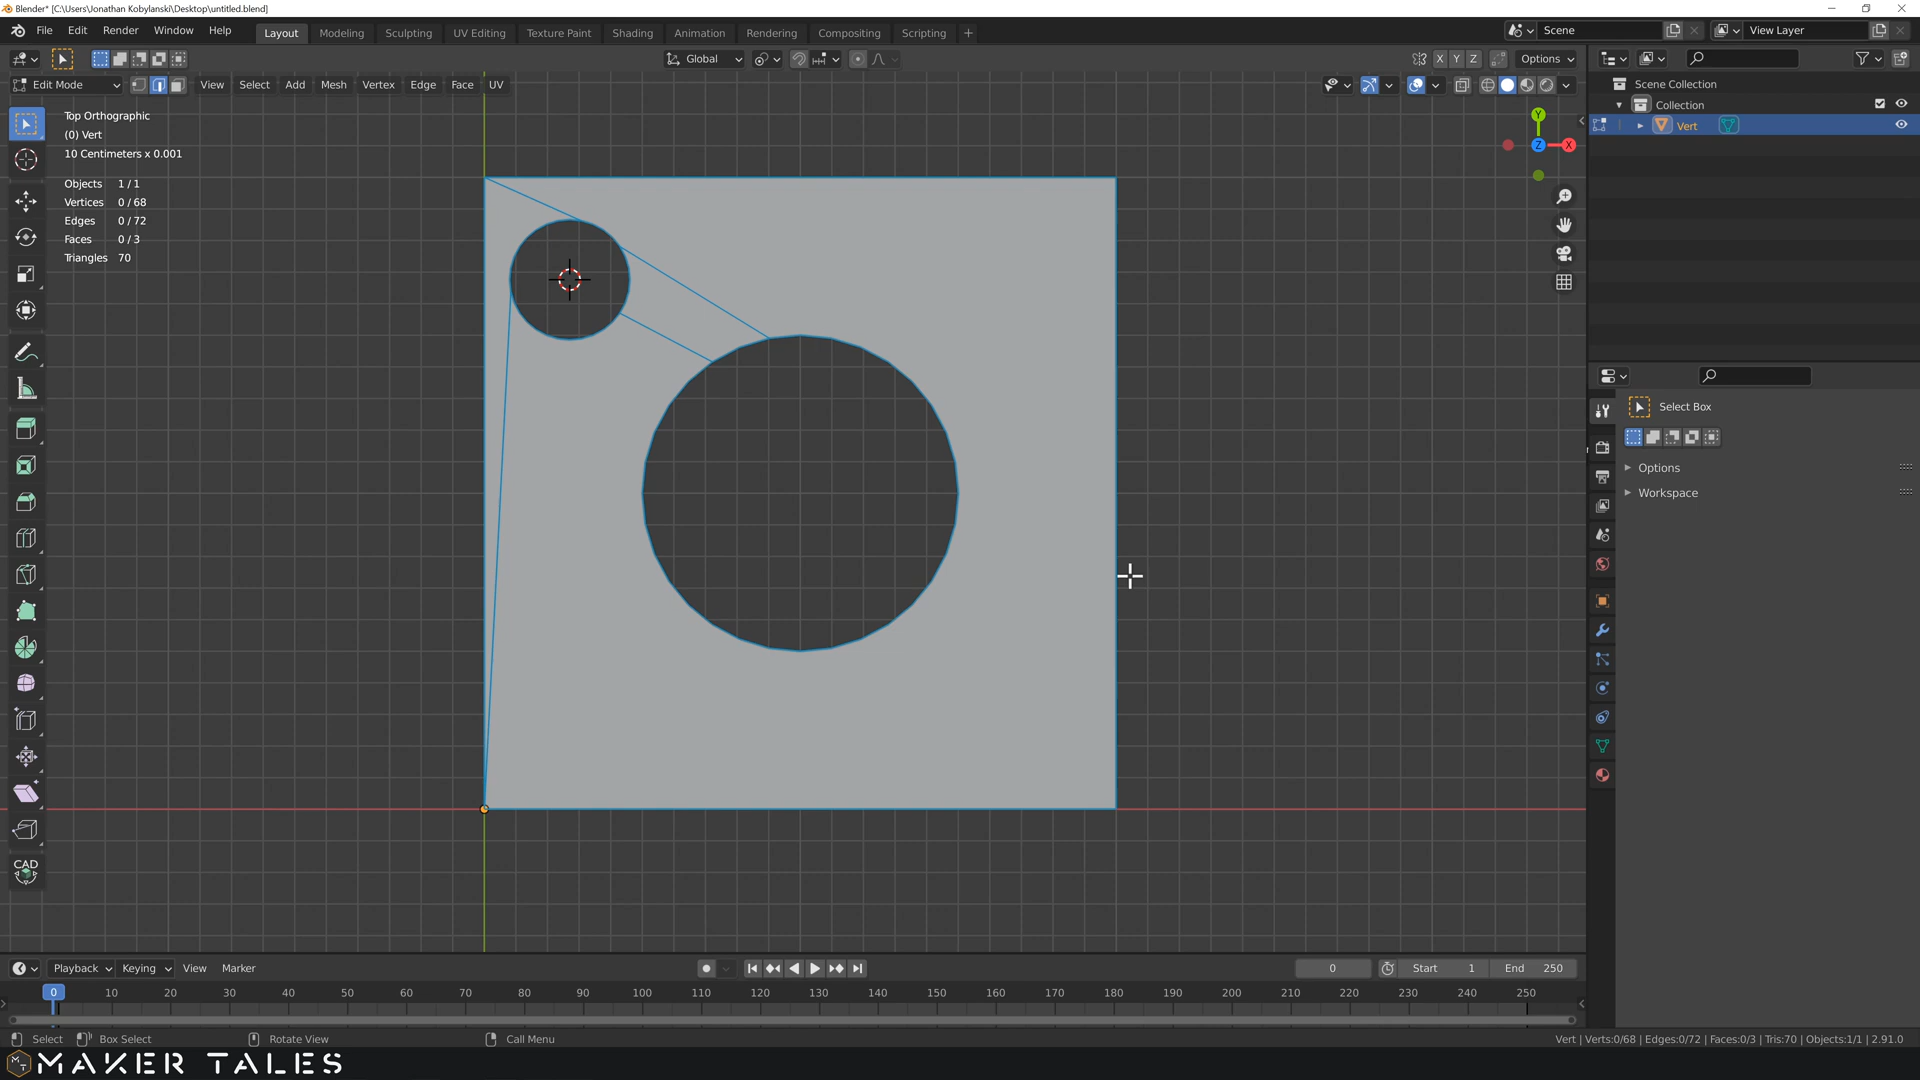 Blender* [C:\Users\Jonathan Kobylanski\Desktop\untitled.blend]
File Edit Render Window Help
Layout Modeling Sculpting UV Editing Texture Paint Shading Animation Rendering Compositing Scripting +
Scene
View Layer
Global
X Y Z
Options
Edit Mode
View Select Add Mesh Vertex Edge Face UV
Scene Collection
Collection
Vert
Top Orthographic
(0) Vert
10 Centimeters x 0.001
Objects 1 / 1
Vertices 0 / 68
Edges 0 / 72
Faces 0 / 3
Triangles 70
Y
Z
X
Select Box
Options
Workspace
CAD
Playback Keying View Marker
0
Start 1
End 250
0 10 20 30 40 50 60 70 80 90 100 110 120 130 140 150 160 170 180 190 200 210 220 230 240 250
Select
Box Select
Rotate View
Call Menu
Vert | Verts:0/68 | Edges:0/72 | Faces:0/3 | Tris:70 | Objects:1/1 | 2.91.0
MAKER TALES